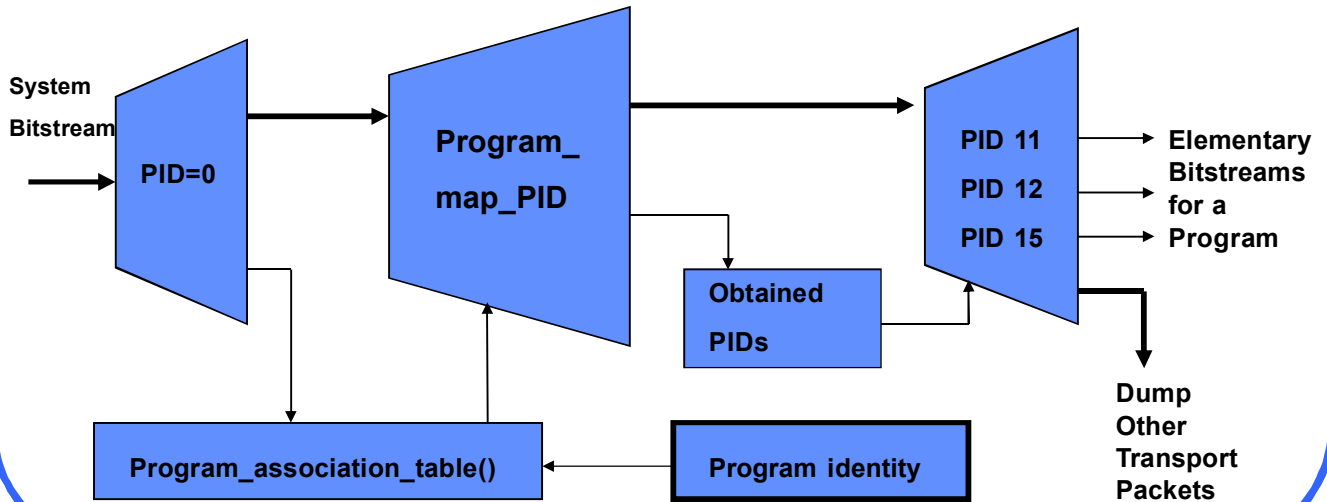 System
Bitstream
PID=0
Program_
map_PID
PID 11
PID 12
PID 15
Elementary
Bitstreams
for a
Program
Obtained
PIDs
Dump
Other
Transport
Packets
Program_association_table()
Program identity